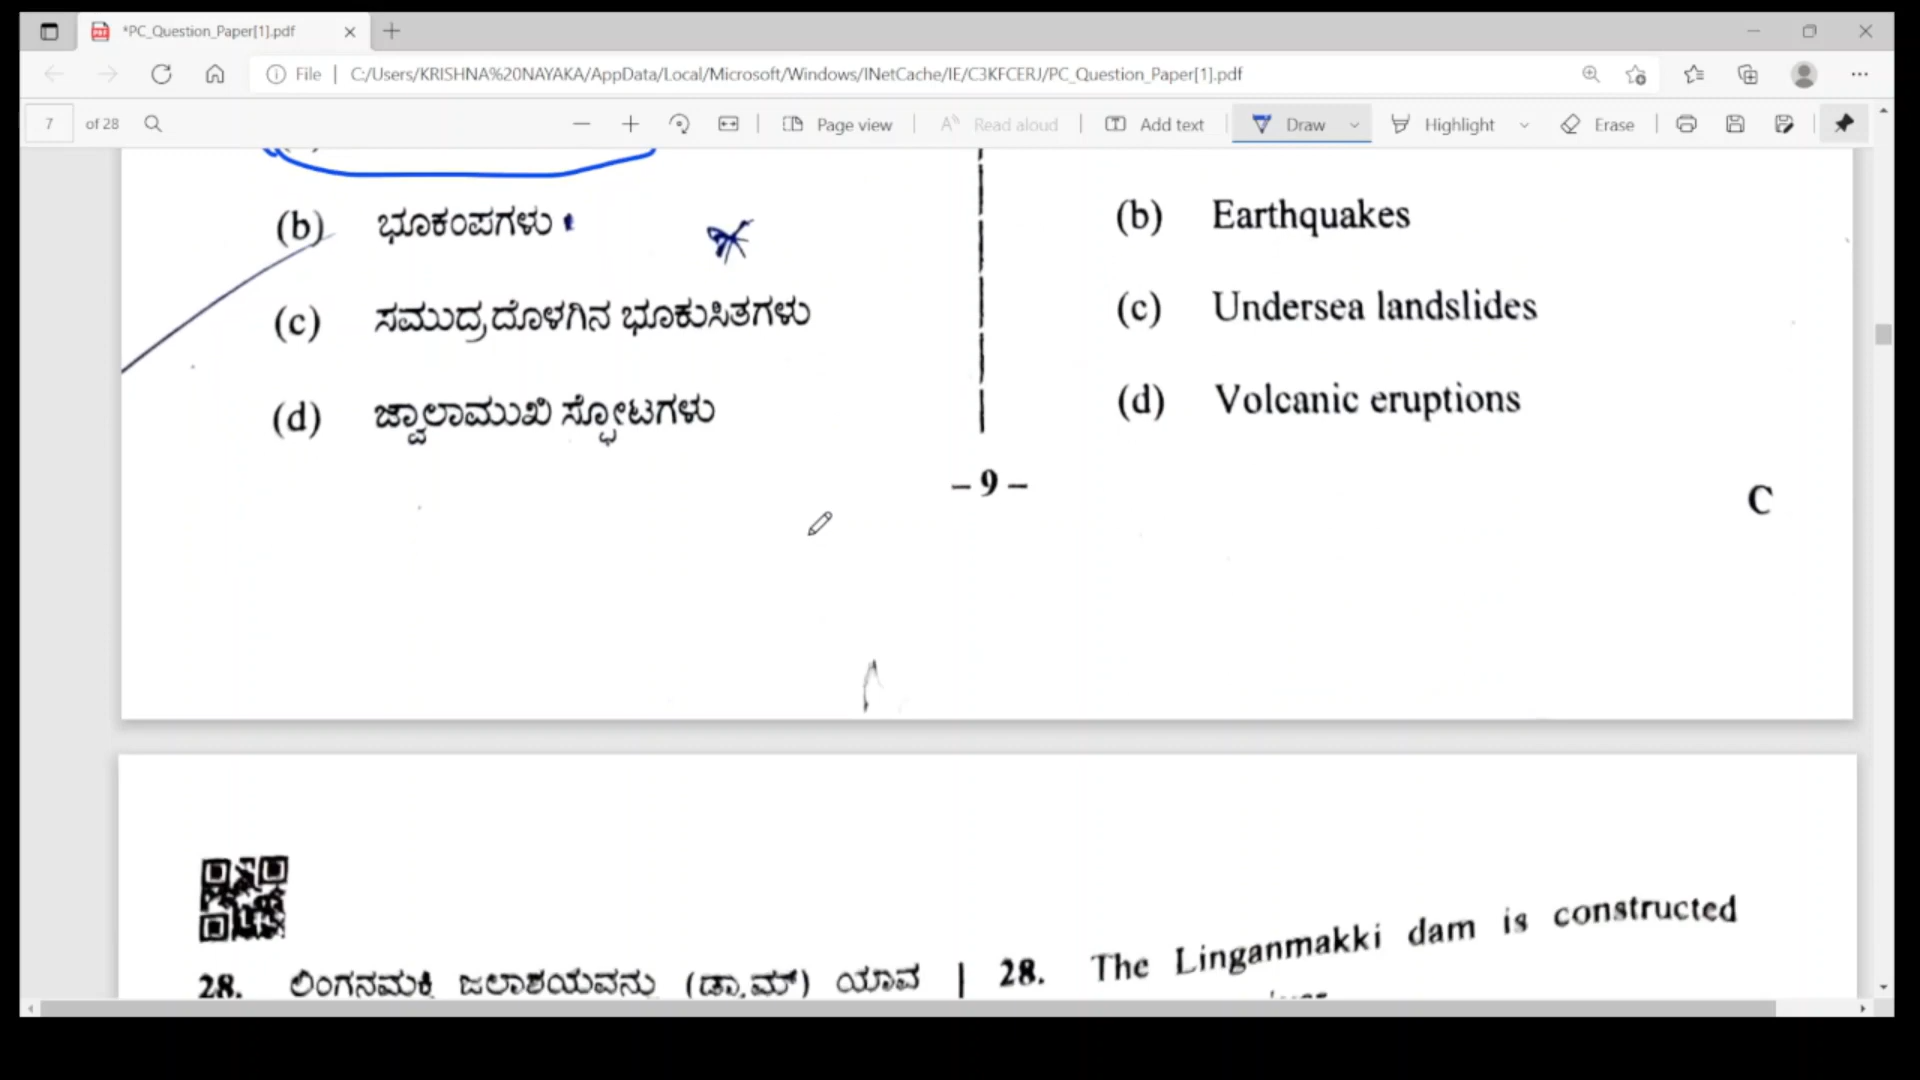 *PC_Question_Paper[1].pdf
File | C:/Users/KRISHNA%20NAYAKA/AppData/Local/Microsoft/Windows/INetCache/IE/C3KFCERJ/PC_Question_Paper[1].pdf
7 of 28 Page view Read aloud Add text Draw Highlight Erase
(b) ಭೂಕಂಪಗಳು
(c) ಸಮುದ್ರದೊಳಗಿನ ಭೂಕುಸಿತಗಳು
(d) ಜ್ವಾಲಾಮುಖಿ ಸ್ಫೋಟಗಳು
(b) Earthquakes
(c) Undersea landslides
(d) Volcanic eruptions
– 9 –
C
28. ಲಿಂಗನಮಕ್ಕಿ ಜಲಾಶಯವನ್ನು (ಡ್ಯಾಮ್) ಯಾವ
28. The Linganmakki dam is constructed